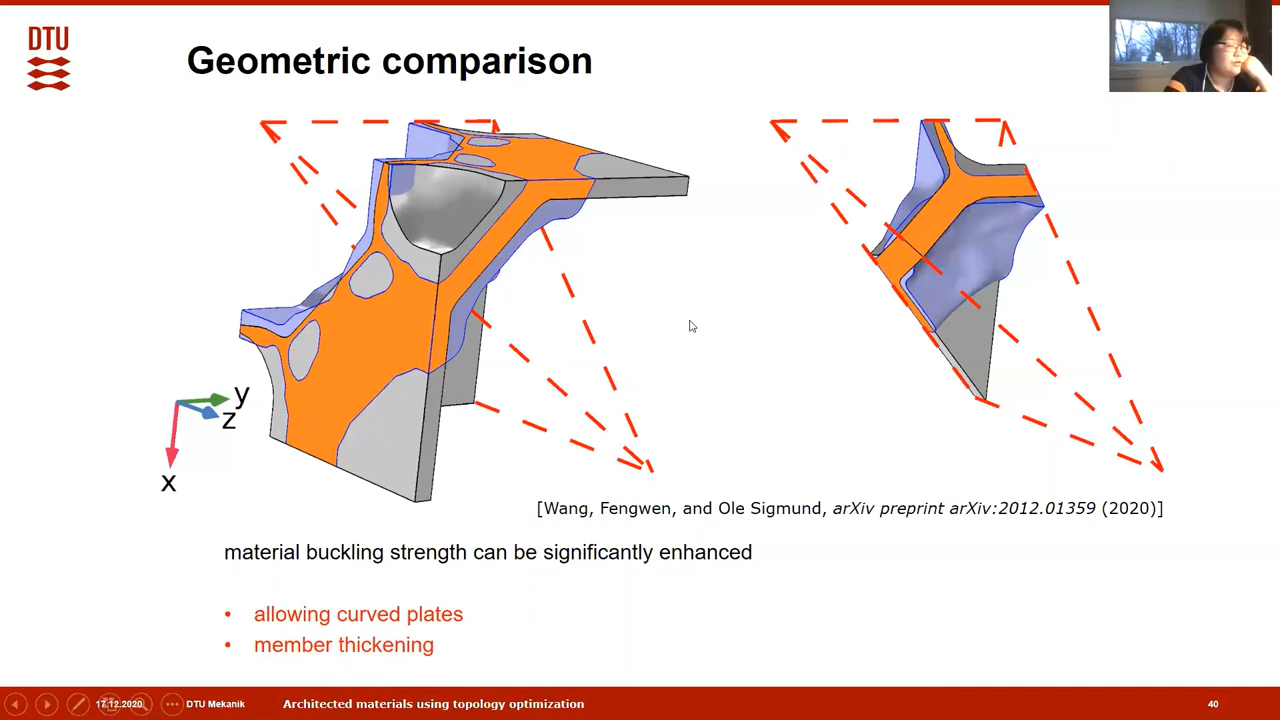 DTU
Geometric comparison
y
z
x
[Wang, Fengwen, and Ole Sigmund, arXiv preprint arXiv:2012.01359 (2020)]
material buckling strength can be significantly enhanced
• allowing curved plates
• member thickening
17.12.2020 DTU Mekanik Architected materials using topology optimization 40